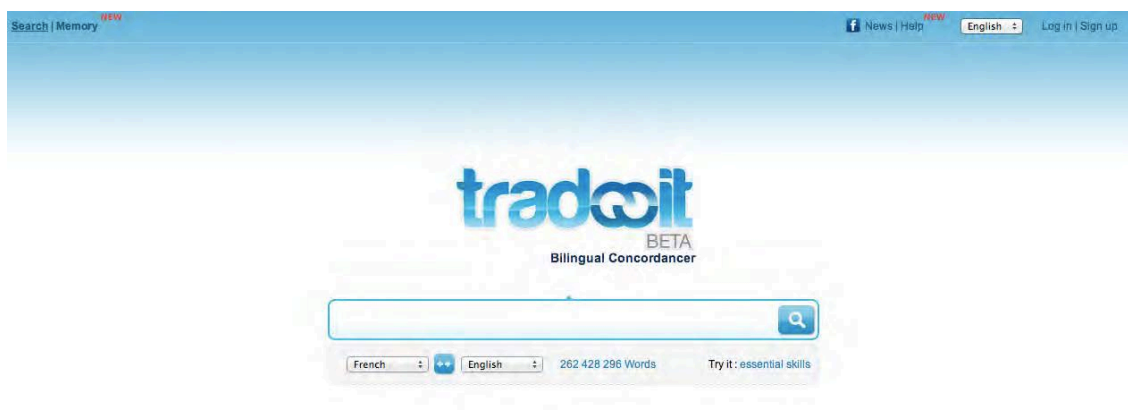 Search | Memory NEW
News | Help NEW English Log in | Sign up
tradooit
BETA
Bilingual Concordancer
French English 262 428 296 Words Try it : essential skills